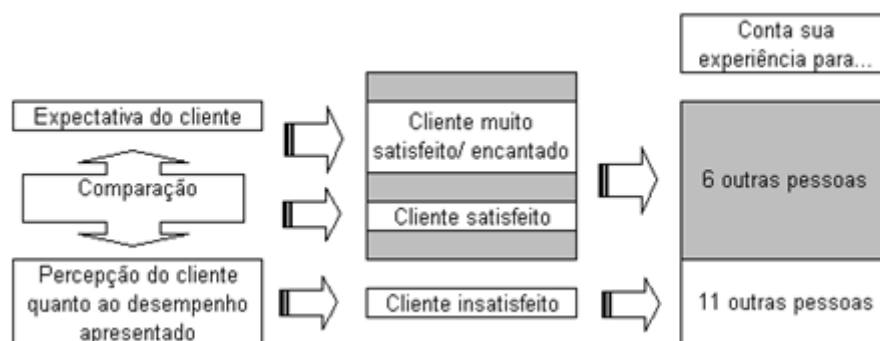 Conta sua
experiência para...
Expectativa do cliente
Comparação
Percepção do cliente
quanto ao desempenho
apresentado
Cliente muito
satisfeito/ encantado
Cliente satisfeito
Cliente insatisfeito
6 outras pessoas
11 outras pessoas